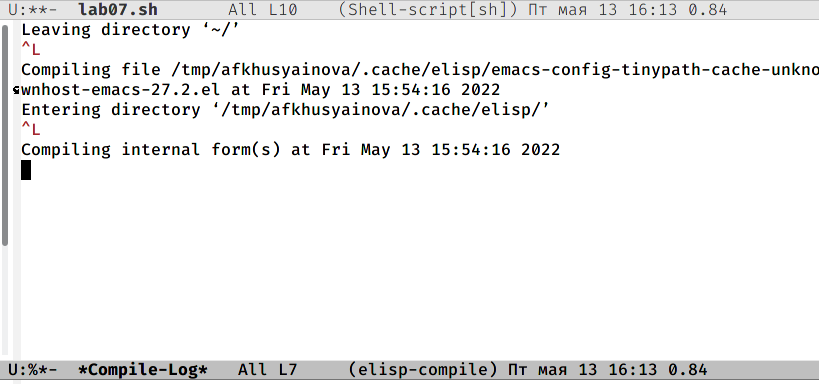 U:**-  lab07.sh       All L10    (Shell-script[sh]) Пт мая 13 16:13 0.84
Leaving directory ‘~/’
^L
Compiling file /tmp/afkhusyainova/.cache/elisp/emacs-config-tinypath-cache-unkno
wnhost-emacs-27.2.el at Fri May 13 15:54:16 2022
Entering directory ‘/tmp/afkhusyainova/.cache/elisp/’
^L
Compiling internal form(s) at Fri May 13 15:54:16 2022
U:%*-  *Compile-Log*   All L7     (elisp-compile) Пт мая 13 16:13 0.84